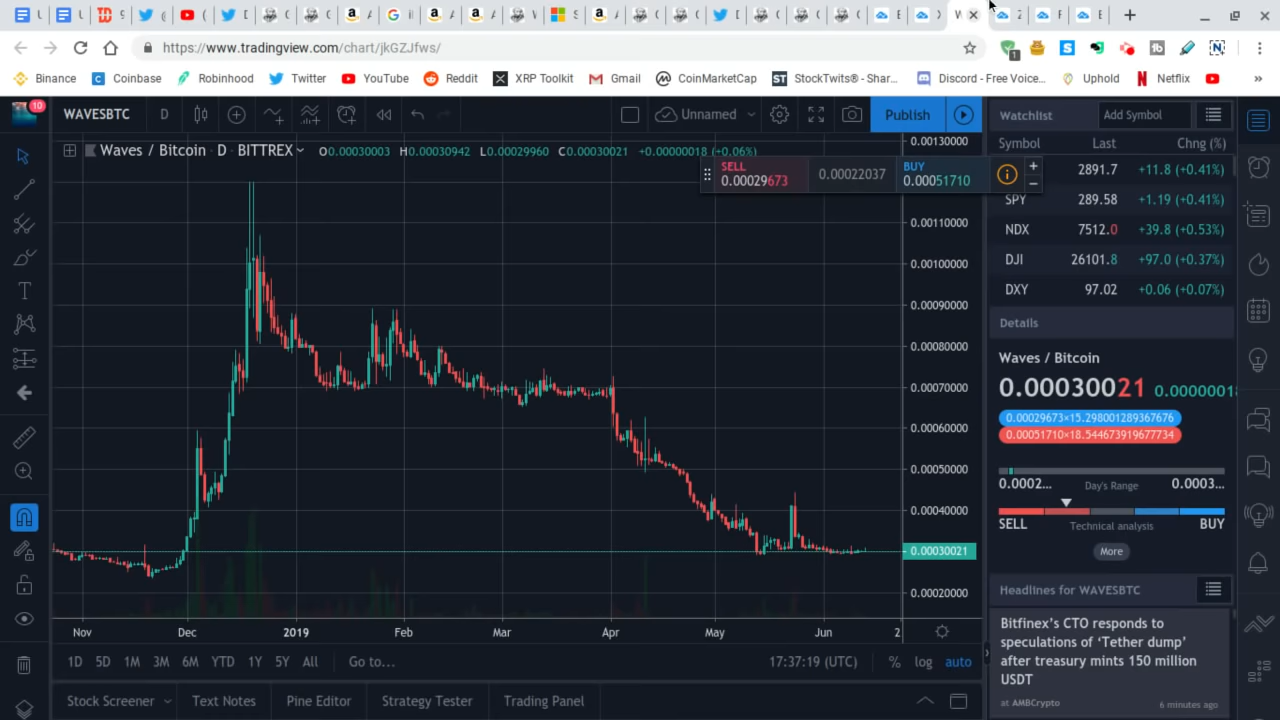 https://www.tradingview.com/chart/jkGZJfws/
Binance Coinbase Robinhood Twitter YouTube Reddit XRP Toolkit Gmail CoinMarketCap StockTwits® - Shar... Discord - Free Voice... Uphold Netflix »
10 WAVESBTC D Unnamed Publish
Watchlist Add Symbol
Waves / Bitcoin D BITTREX O0.00030003 H0.00030942 L0.00029960 C0.00030021 +0.00000018 (+0.06%)
Symbol Last Chng (%)
SELL 0.00029673 0.00022037 BUY 0.00051710
2891.7 +11.8 (+0.41%)
SPY 289.58 +1.19 (+0.41%)
NDX 7512.0 +39.8 (+0.53%)
DJI 26101.8 +97.0 (+0.37%)
DXY 97.02 +0.06 (+0.07%)
0.00130000
0.00110000
0.00100000
0.00090000
0.00080000
0.00070000
0.00060000
0.00050000
0.00040000
0.00030021
0.00020000
Details
Waves / Bitcoin
0.00030021 0.00000018
0.00029673×15.298001289367676
0.00051710×18.544673919677734
0.0002... Day's Range 0.0003...
SELL Technical analysis BUY
More
Headlines for WAVESBTC
Bitfinex's CTO responds to
speculations of 'Tether dump'
after treasury mints 150 million
USDT
at AMBCrypto 6 minutes ago
Nov Dec 2019 Feb Mar Apr May Jun 2
1D 5D 1M 3M 6M YTD 1Y 5Y All Go to... 17:37:19 (UTC) % log auto
Stock Screener Text Notes Pine Editor Strategy Tester Trading Panel